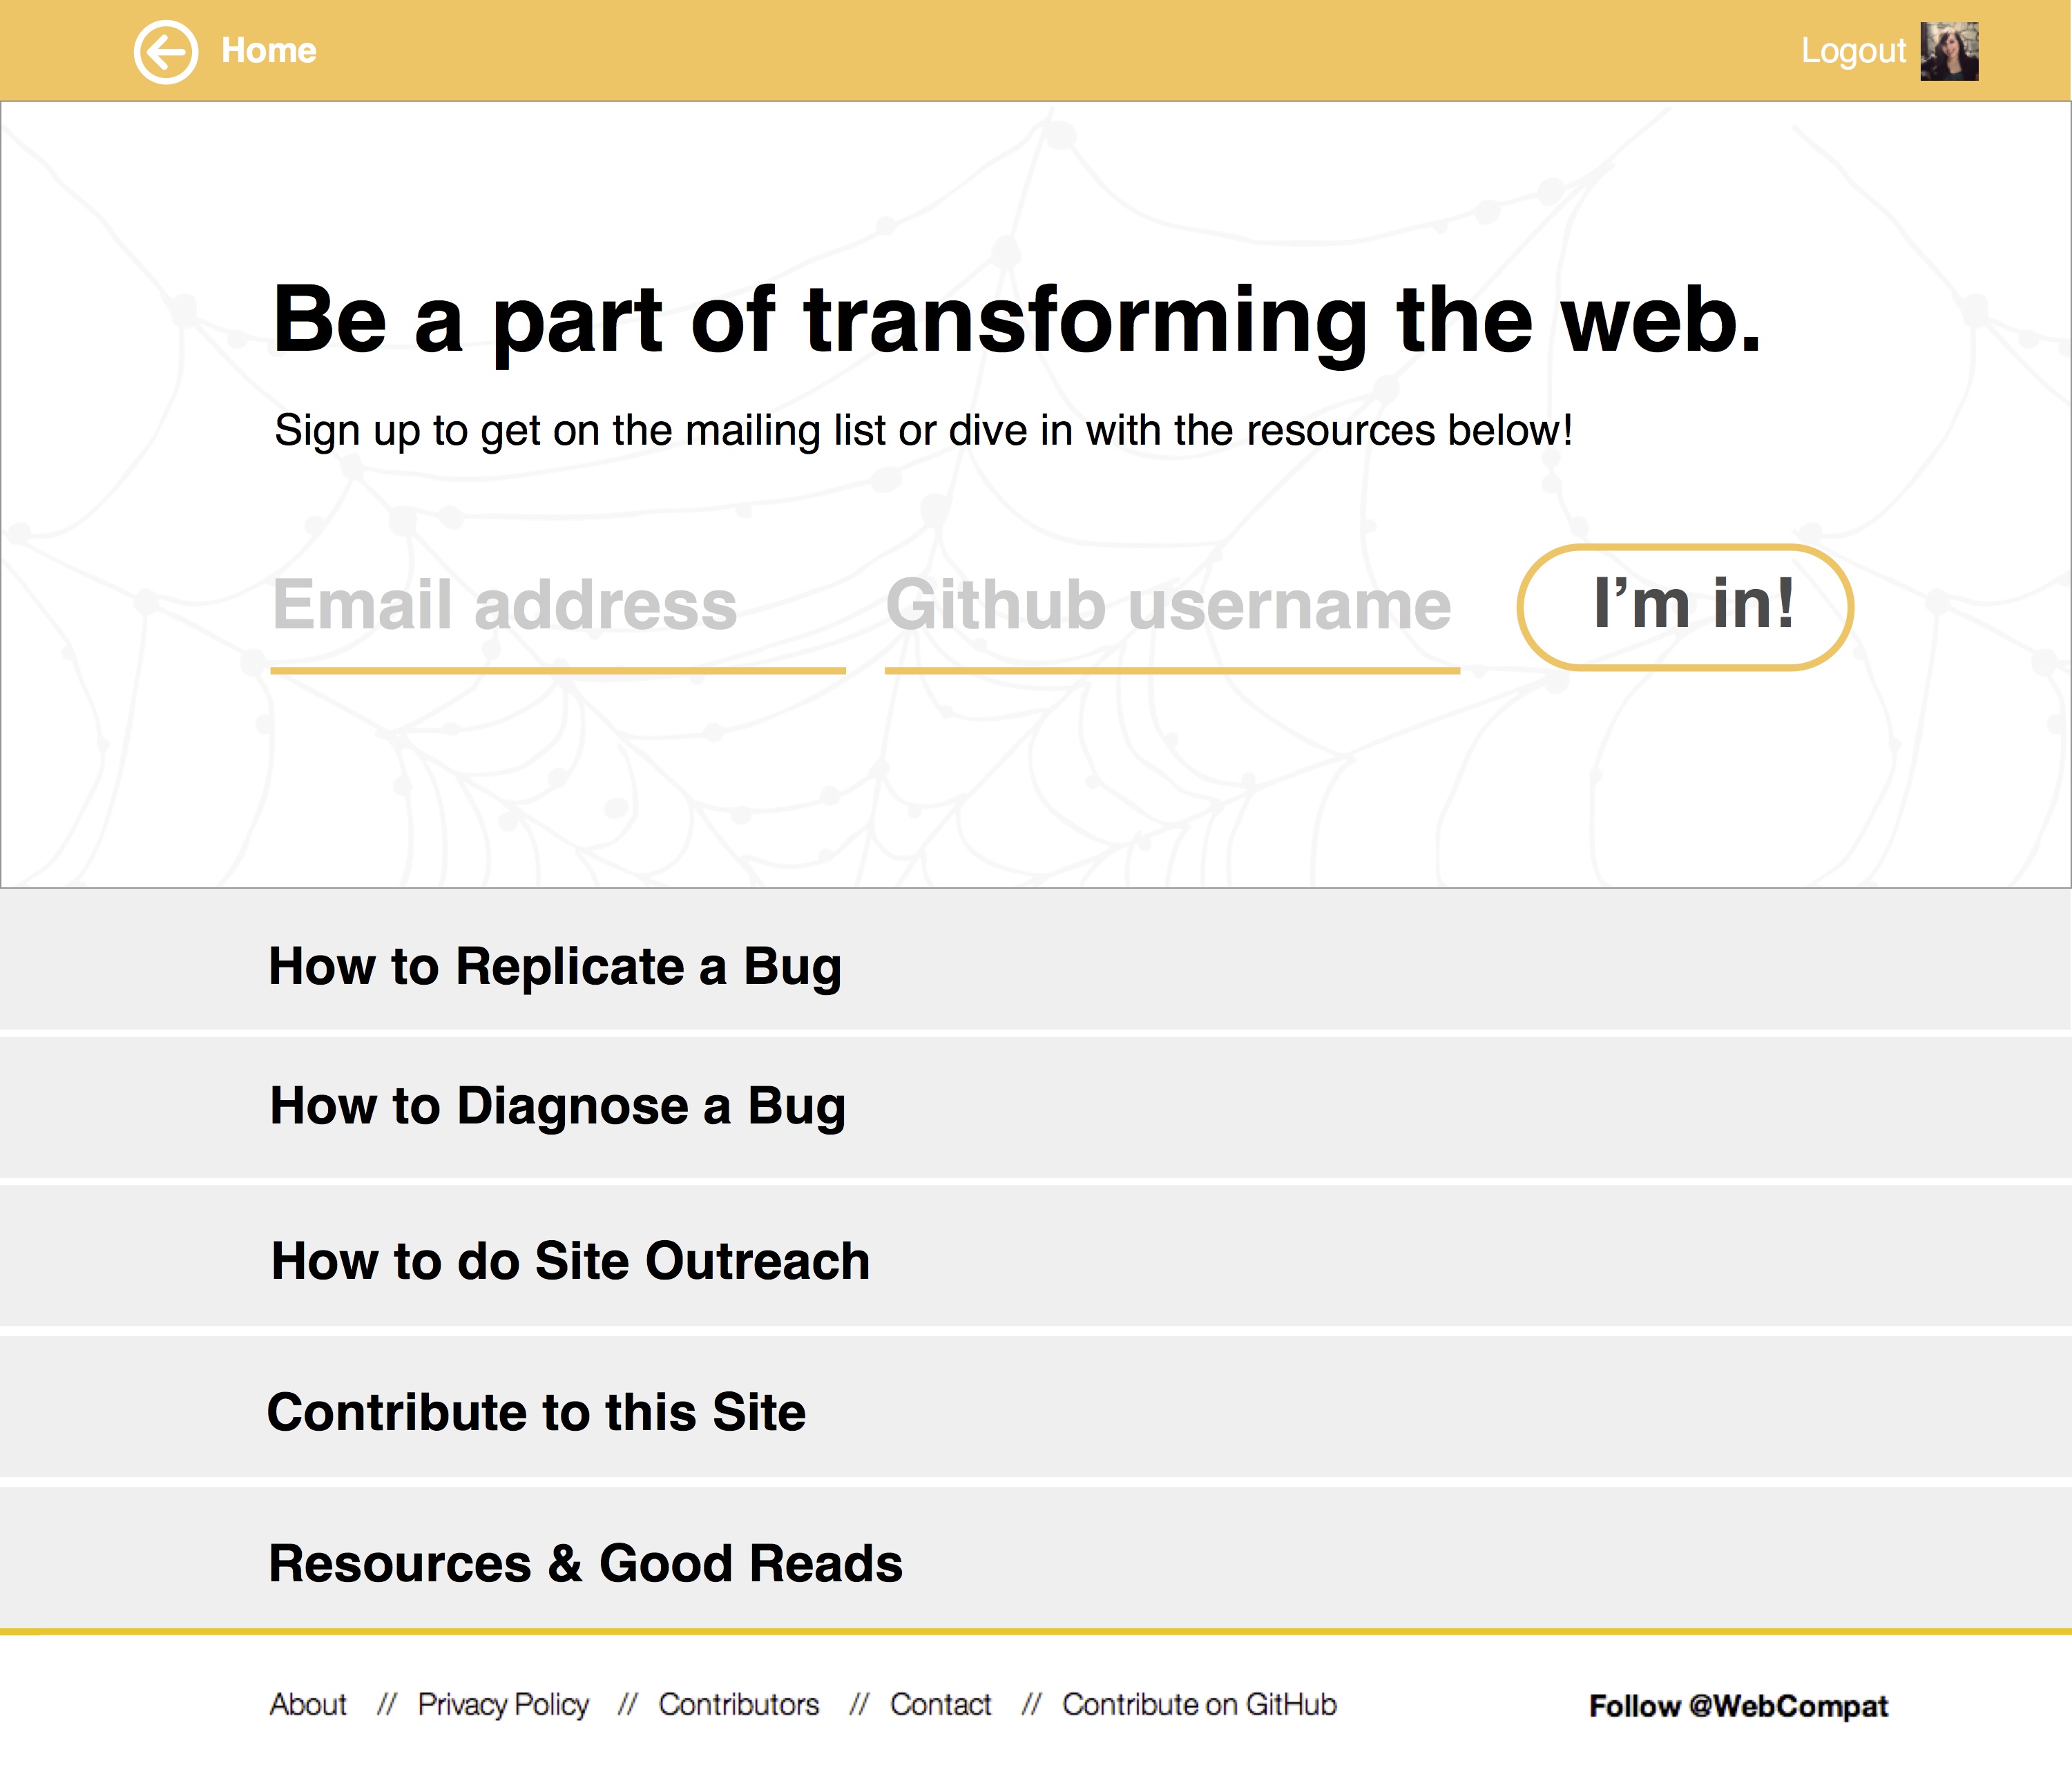 Home
Logout
Be a part of transforming the web.
Sign up to get on the mailing list or dive in with the resources below!
Email address
Github username
I’m in!
How to Replicate a Bug
How to Diagnose a Bug
How to do Site Outreach
Contribute to this Site
Resources & Good Reads
About // Privacy Policy // Contributors // Contact // Contribute on GitHub
Follow @WebCompat